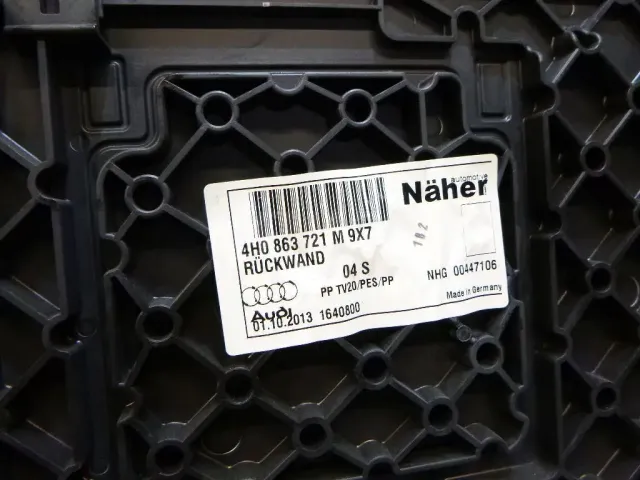 automotive
Näher
4H0 863 721 M 9X7
RÜCKWAND
182
04 S
PP TV20/PES/PP
NHG 00447106
Audi
01.10.2013 1640800
Made in Germany